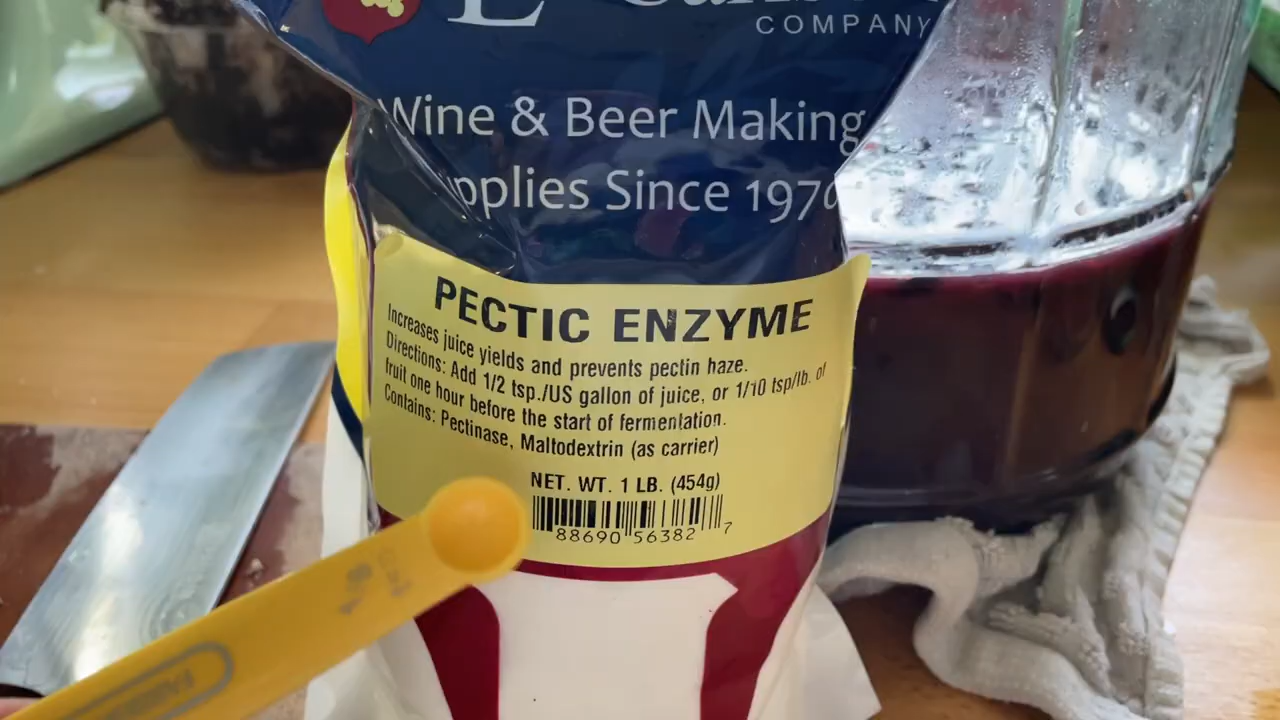 COMPANY
Wine & Beer Making
Since
PECTIC ENZYME
Increases juice yields and prevents pectin haze.
Directions: Add 1/2 tsp./US gallon of juice, or 1/10 tsp/lb. of
fruit one hour before the start of fermentation.
Contains: Pectinase, Maltodextrin (as carrier)
NET. WT. 1 LB. (454g)
88690 56382 7